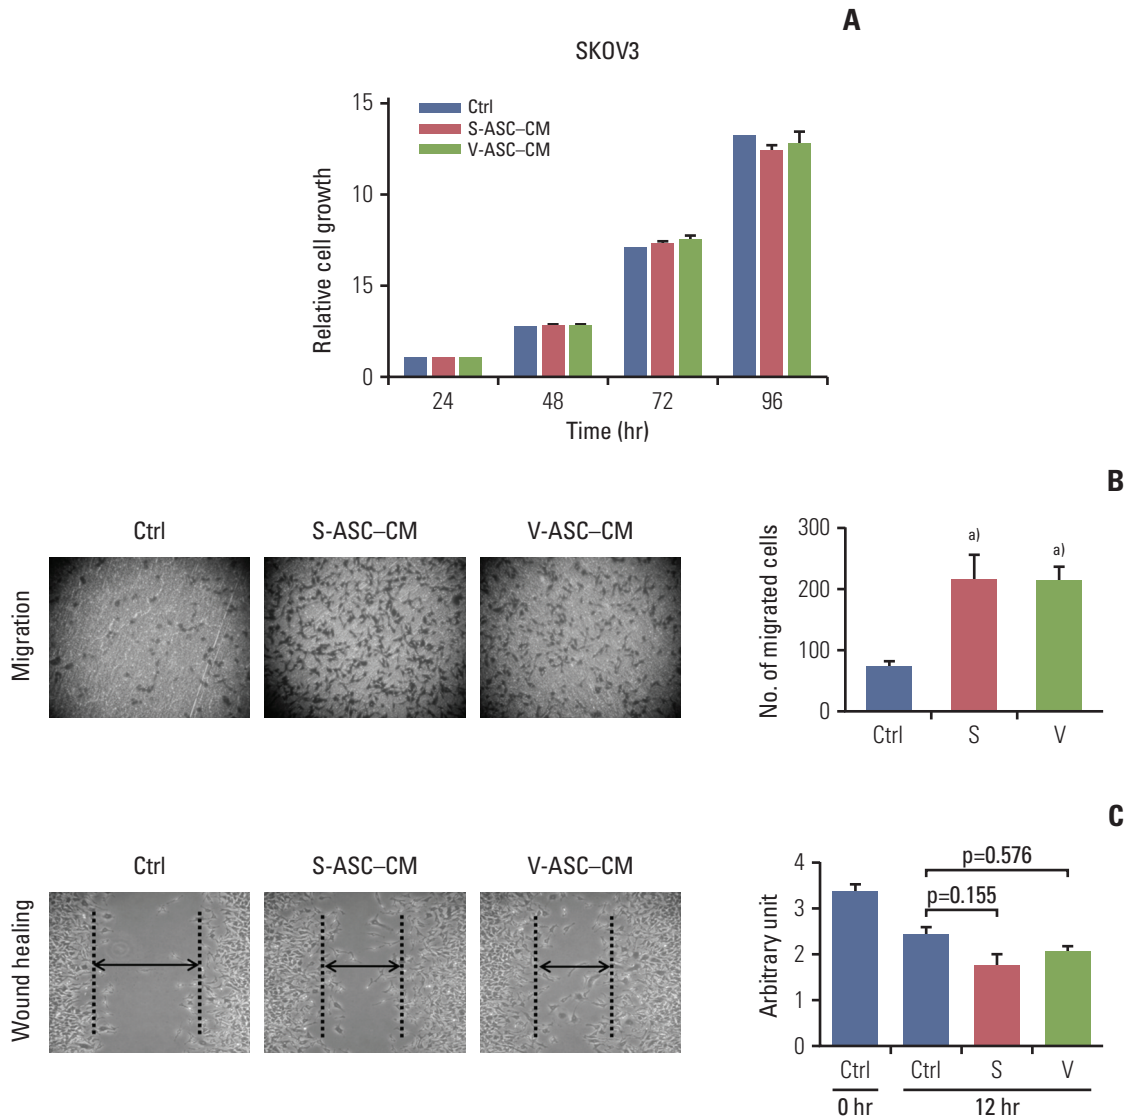 A
SKOV3
Relative cell growth
15
10
15
0
Ctrl
S-ASC–CM
V-ASC–CM
24 48 72 96
Time (hr)
B
Migration
Ctrl S-ASC–CM V-ASC–CM
No. of migrated cells
300
200
100
0
a) a)
Ctrl S V
C
Wound healing
Ctrl S-ASC–CM V-ASC–CM
Arbitrary unit
4
3
2
1
0
p=0.576
p=0.155
Ctrl Ctrl S V
0 hr 12 hr